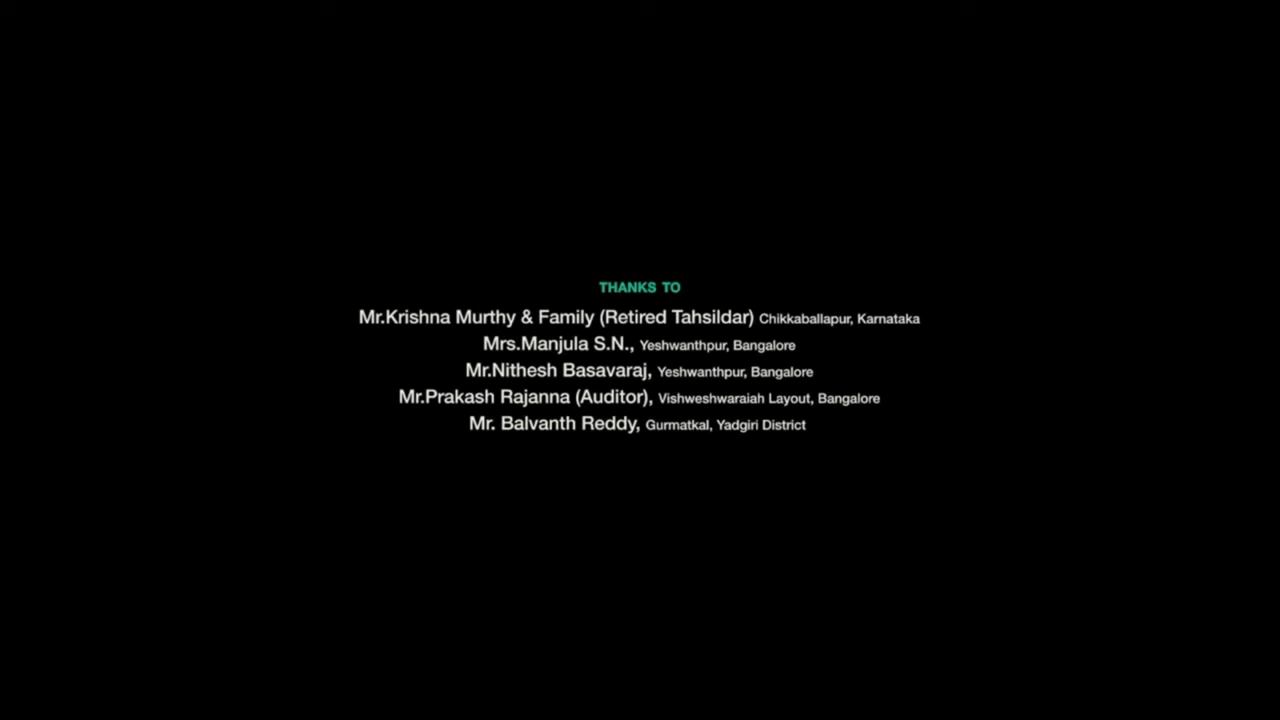 THANKS TO
Mr.Krishna Murthy & Family (Retired Tahsildar) Chikkaballapur, Karnataka
Mrs.Manjula S.N., Yeshwanthpur, Bangalore
Mr.Nithesh Basavaraj, Yeshwanthpur, Bangalore
Mr.Prakash Rajanna (Auditor), Vishweshwaraiah Layout, Bangalore
Mr. Balvanth Reddy, Gurmatkal, Yadgiri District